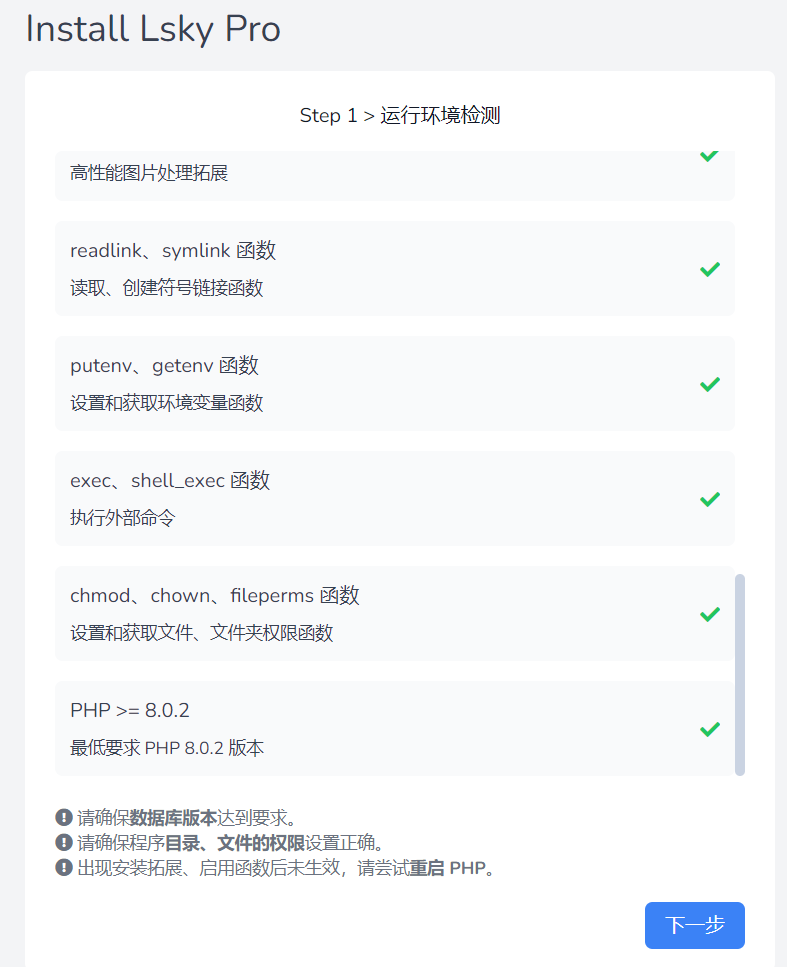 Install Lsky Pro
Step 1 > 运行环境检测
高性能图片处理拓展
readlink、symlink 函数
读取、创建符号链接函数
putenv、getenv 函数
设置和获取环境变量函数
exec、shell_exec 函数
执行外部命令
chmod、chown、fileperms 函数
设置和获取文件、文件夹权限函数
PHP >= 8.0.2
最低要求 PHP 8.0.2 版本
请确保数据库版本达到要求。
请确保程序目录、文件的权限设置正确。
出现安装拓展、启用函数后未生效，请尝试重启 PHP。
下一步